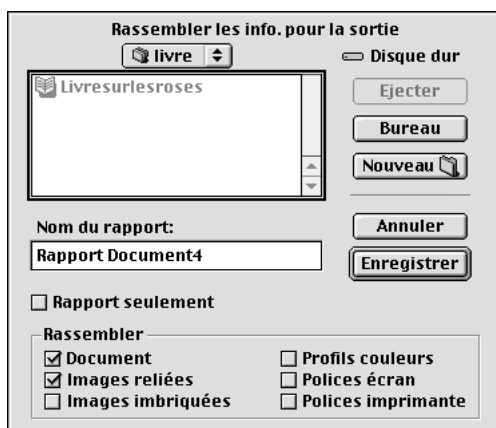 Rassembler les info. pour la sortie
livre
Disque dur
Livresurlesroses
Ejecter
Bureau
Nouveau
Nom du rapport:
Annuler
Rapport Document4
Enregistrer
Rapport seulement
Rassembler
Document
Profils couleurs
Images reliées
Polices écran
Images imbriquées
Polices imprimante